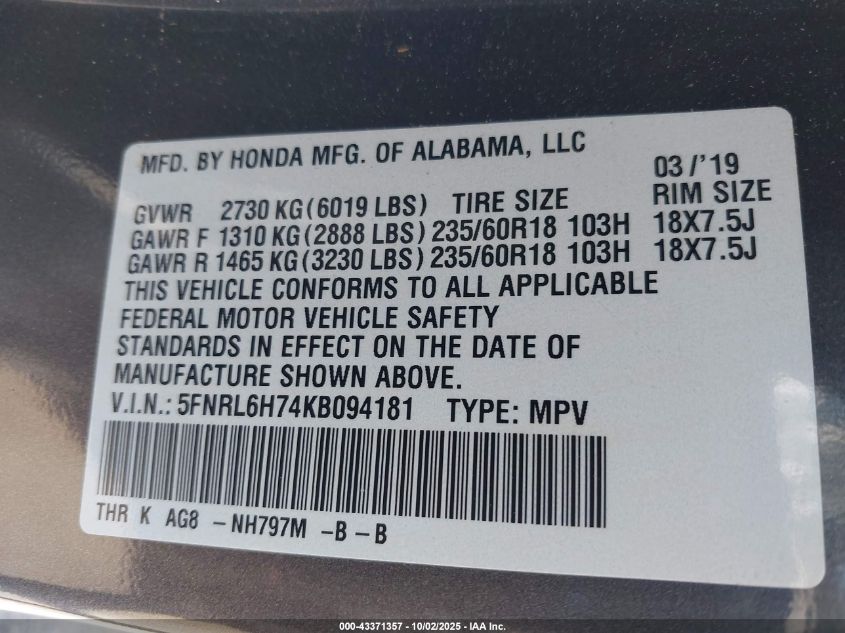 MFD. BY HONDA MFG. OF ALABAMA, LLC 03/'19
GVWR 2730 KG(6019 LBS) TIRE SIZE RIM SIZE
GAWR F 1310 KG(2888 LBS) 235/60R18 103H 18X7.5J
GAWR R 1465 KG(3230 LBS) 235/60R18 103H 18X7.5J
THIS VEHICLE CONFORMS TO ALL APPLICABLE
FEDERAL MOTOR VEHICLE SAFETY
STANDARDS IN EFFECT ON THE DATE OF
MANUFACTURE SHOWN ABOVE.
V.I.N.: 5FNRL6H74KB094181 TYPE: MPV
THR K AG8 -NH797M -B-B
000-43371357 - 10/02/2025 - IAA Inc.